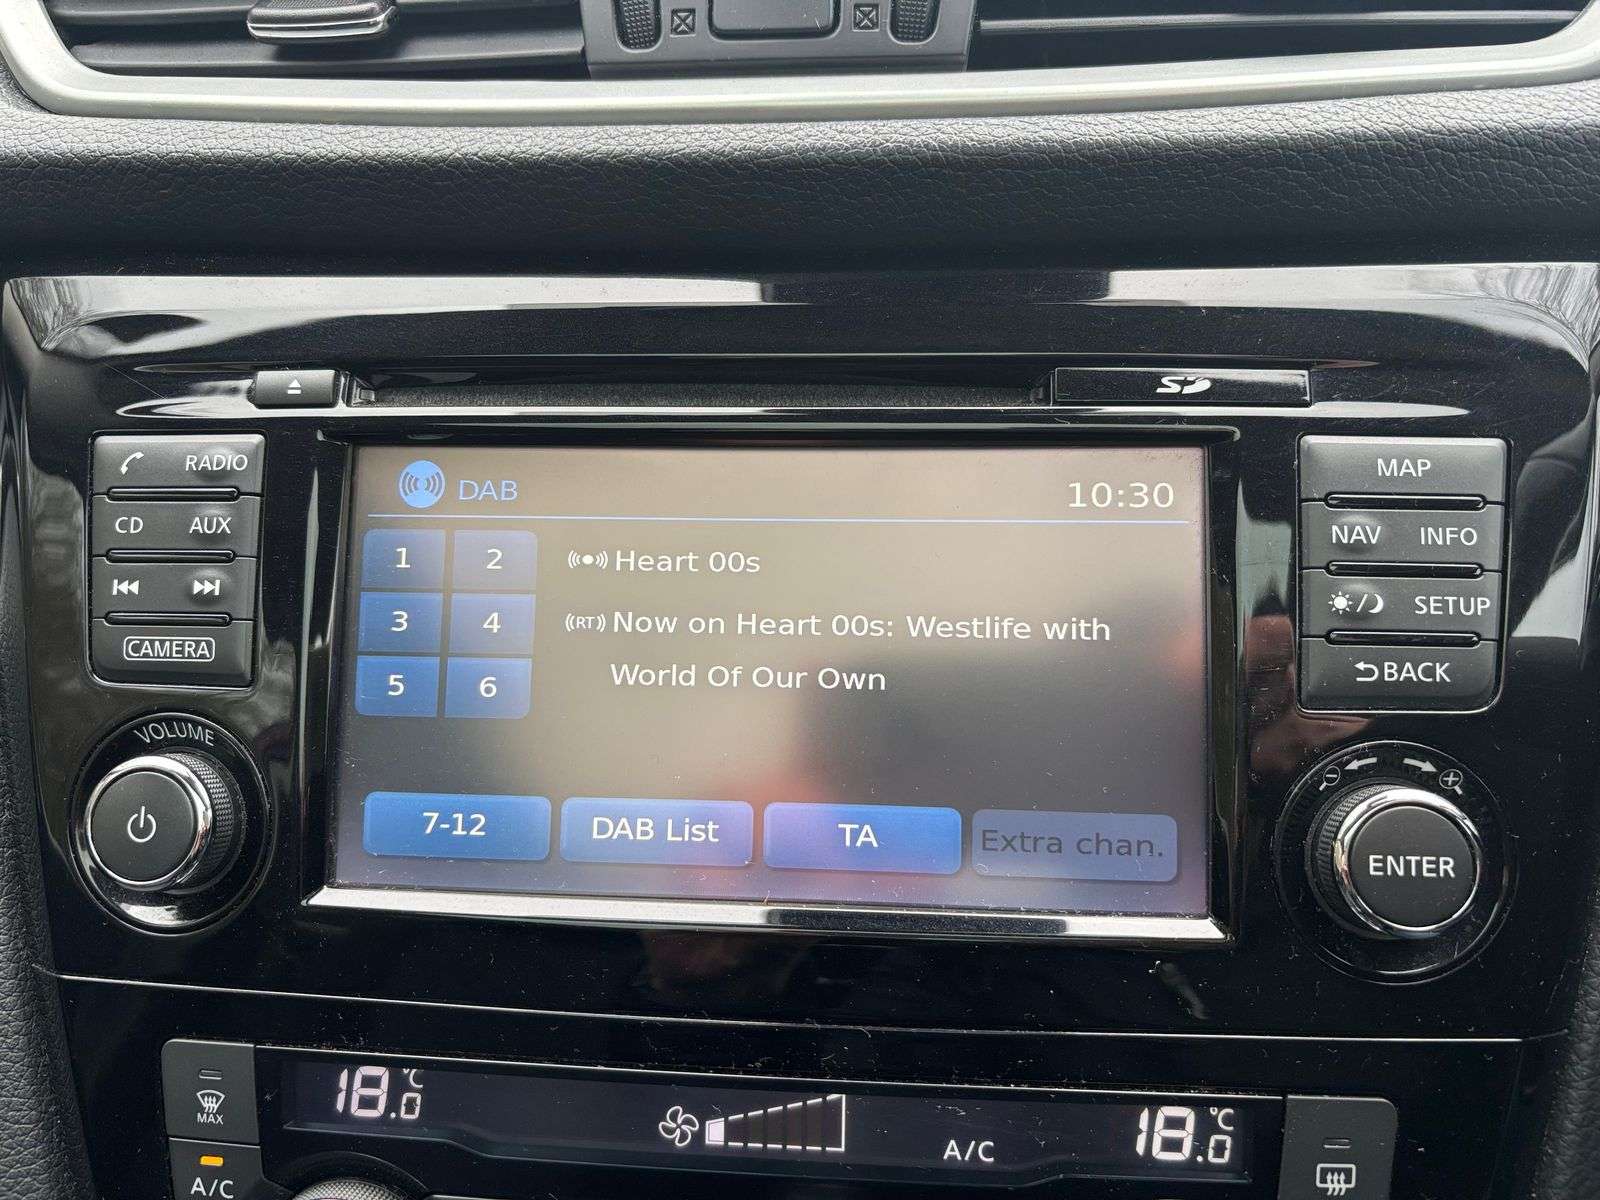 RADIO
CD AUX
CAMERA
VOLUME
SD
DAB
10:30
1 2
3 4
5 6
Heart 00s
(RT) Now on Heart 00s: Westlife with
World Of Our Own
7-12 DAB List TA Extra chan.
MAP
NAV INFO
SETUP
BACK
ENTER
MAX
18.0 °C
A/C
18.0 °C
A/C